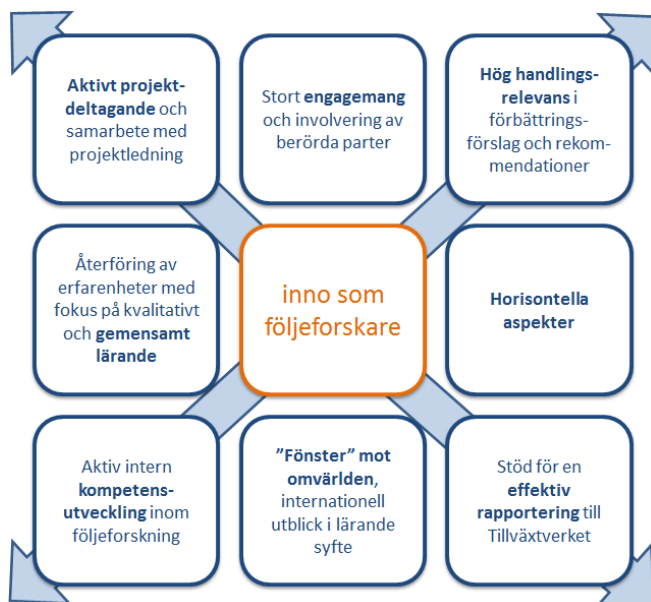 Aktivt projekt-
deltagande och
samarbete med
projektledning
Stort engagemang
och involvering av
berörda parter
Hög handlings-
relevans i
förbättrings-
förslag och rekom-
mendationer
Återföring av
erfarenheter med
fokus på kvalitativt
och gemensamt
lärande
inno som
följeforskare
Horisontella
aspekter
Aktiv intern
kompetens-
utveckling inom
följeforskning
”Fönster” mot
omvärlden,
internationell
utblick i lärande
syfte
Stöd för en
effektiv
rapportering till
Tillväxtverket